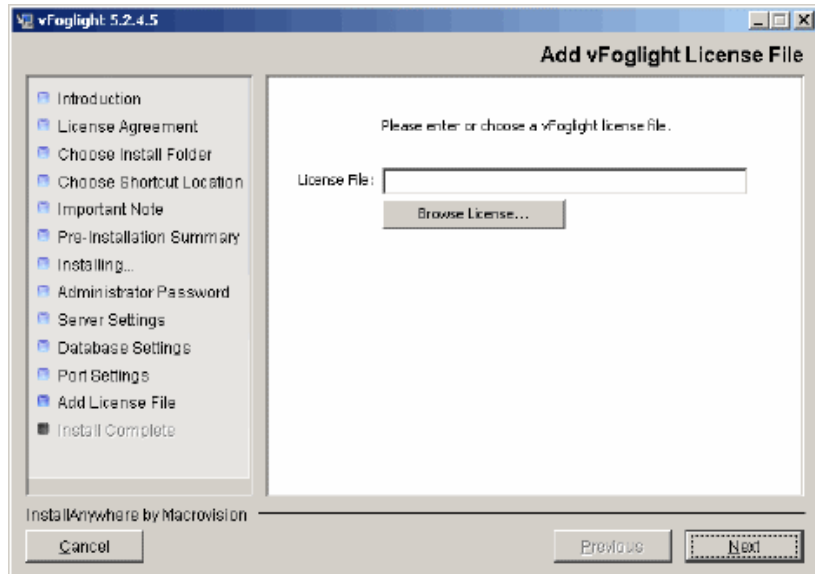 vFoglight 5.2.4.5
Add vFoglight License File
Introduction
License Agreement
Choose Install Folder
Choose Shortcut Location
Important Note
Pre-Installation Summary
Installing...
Administrator Password
Server Settings
Database Settings
Port Settings
Add License File
Install Complete
Please enter or choose a vFoglight license file.
License File:
Browse License...
InstallAnywhere by Macrovision
Cancel
Previous
Next